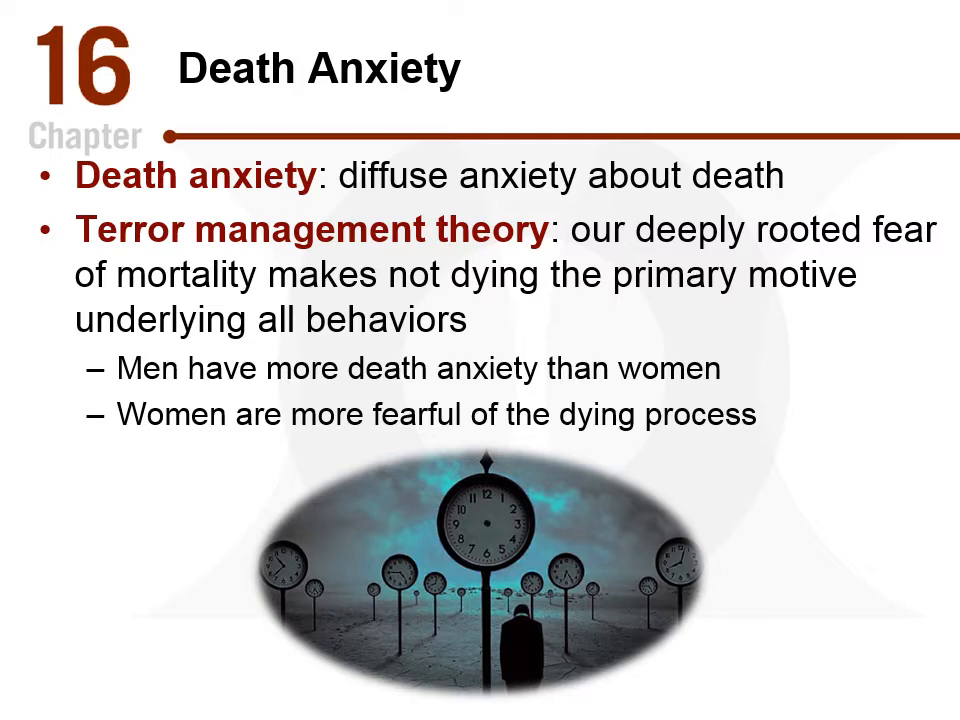 16
Chapter
Death Anxiety
• Death anxiety: diffuse anxiety about death
• Terror management theory: our deeply rooted fear
of mortality makes not dying the primary motive
underlying all behaviors
– Men have more death anxiety than women
– Women are more fearful of the dying process
11 12 1
10 2
9 3
8 4
7 6 5